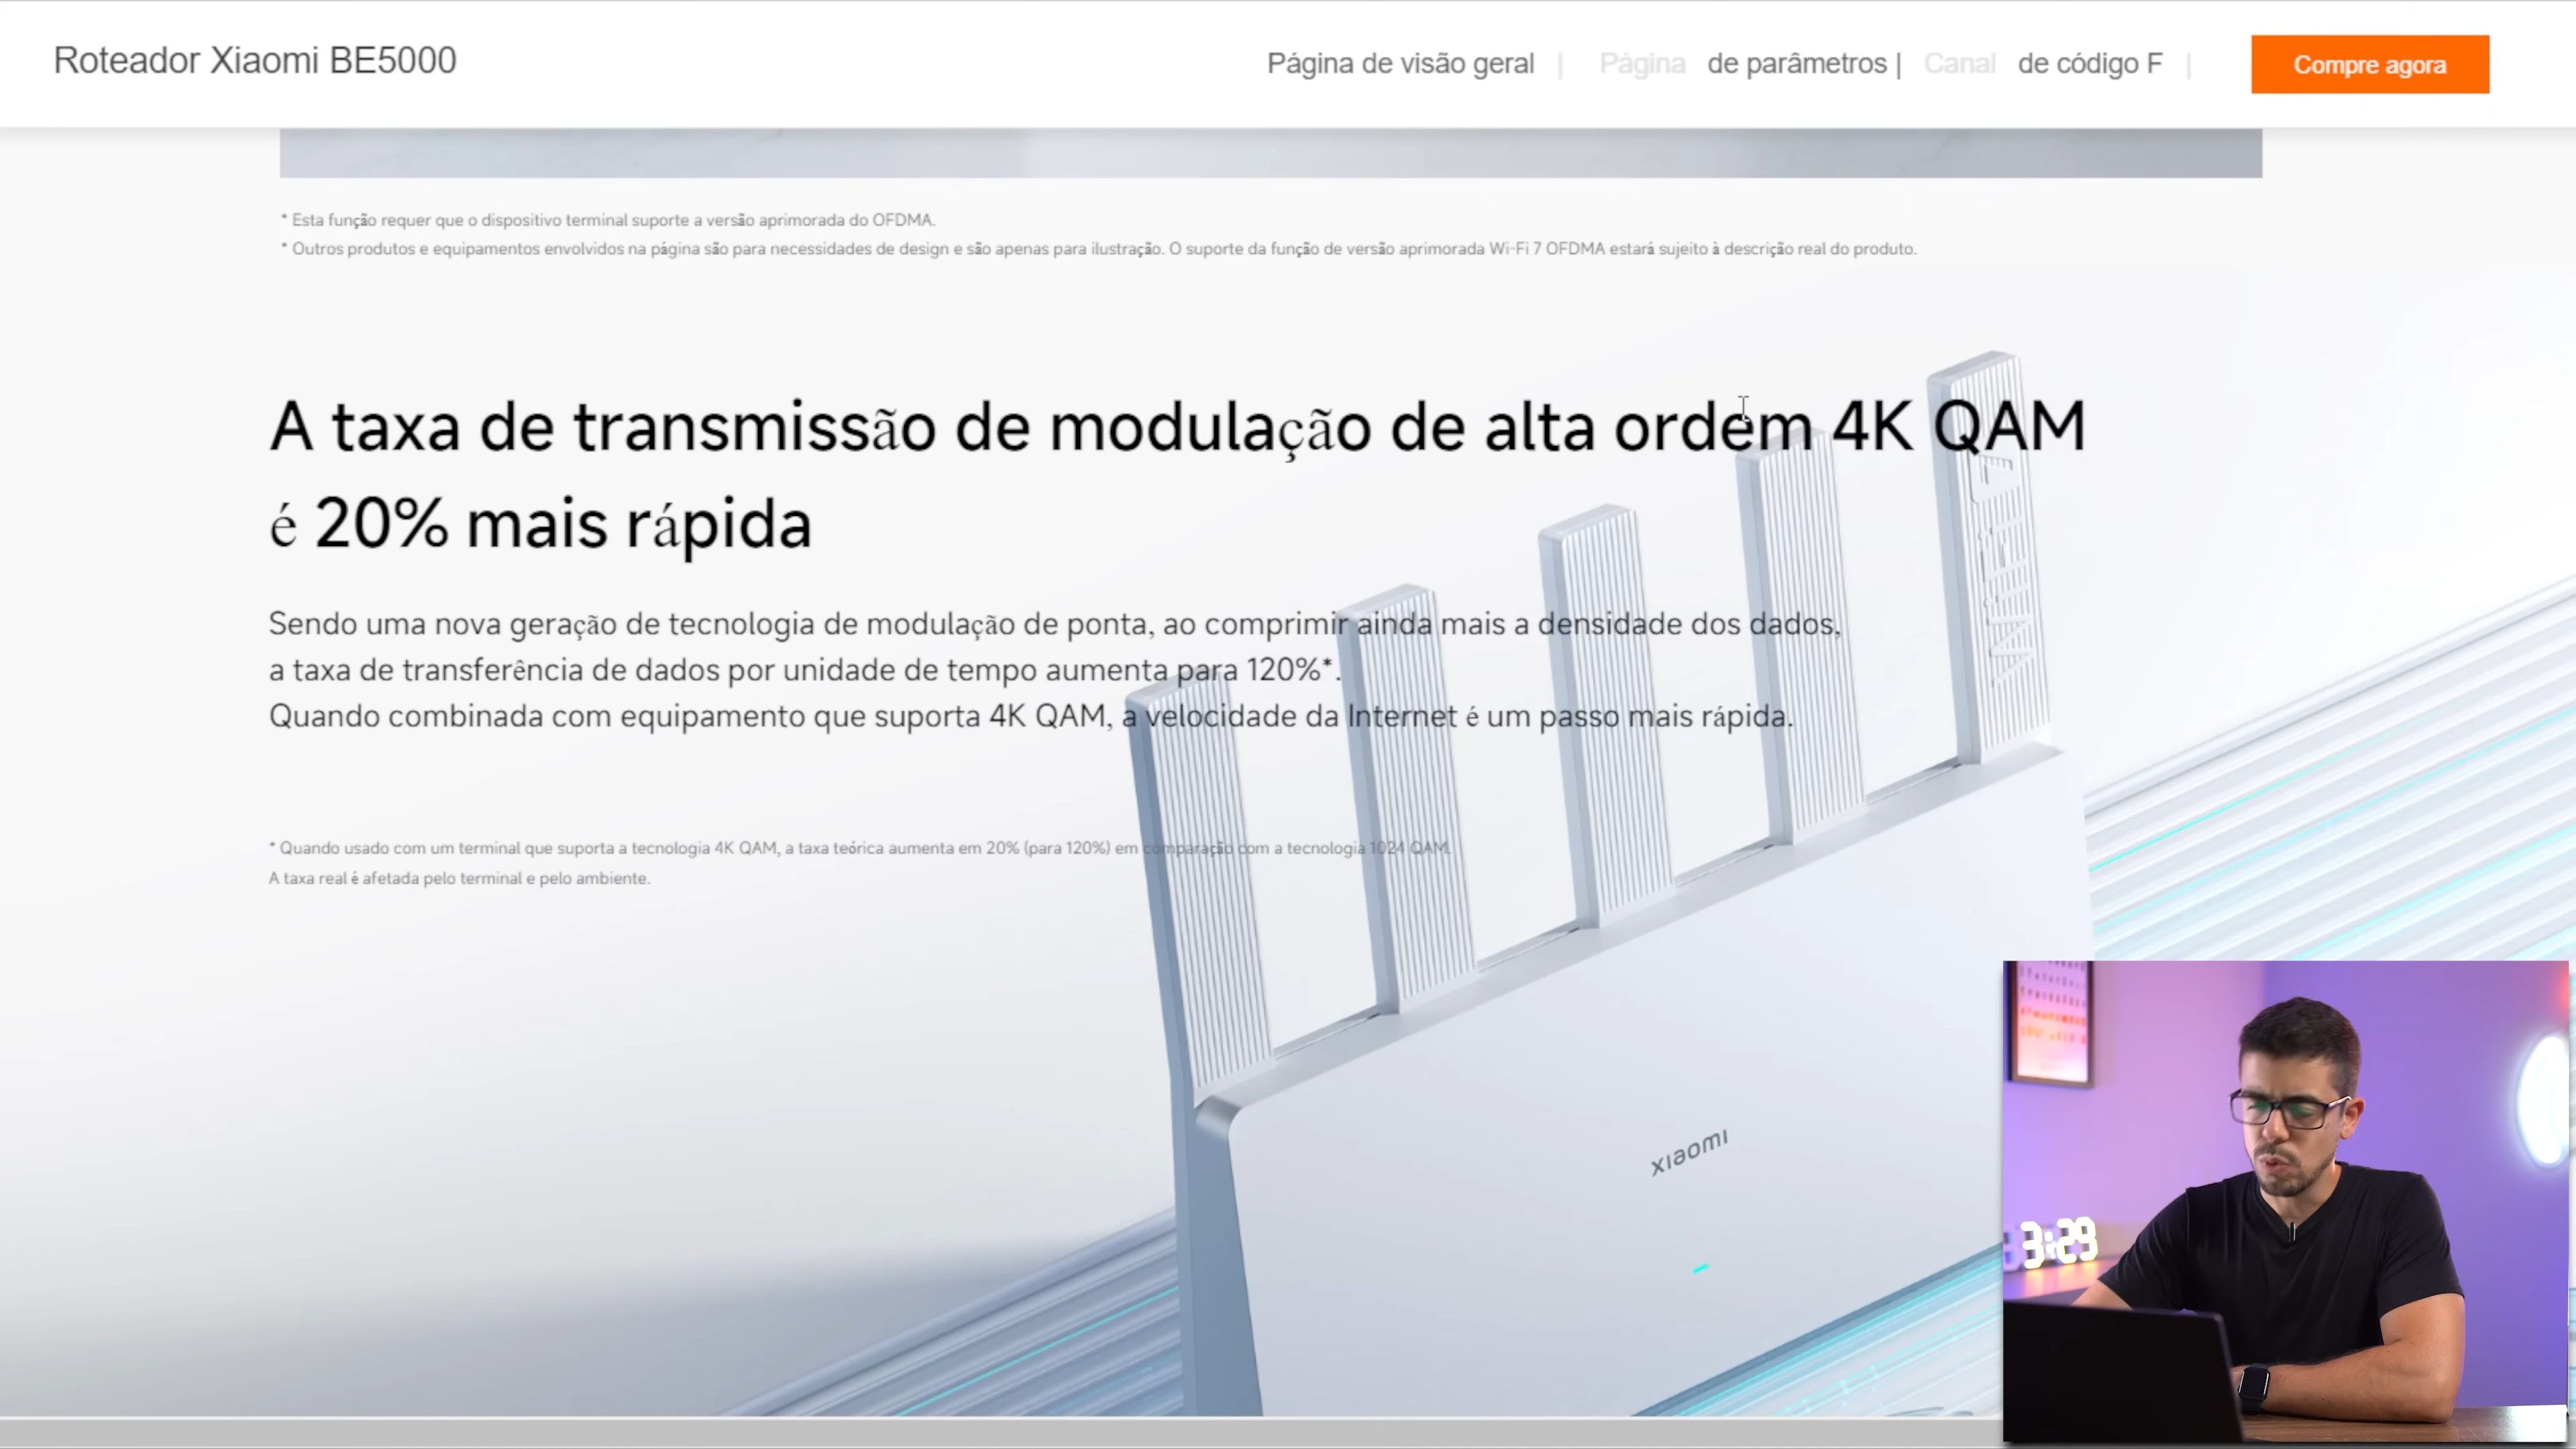 Roteador Xiaomi BE5000
Página de visão geral | Página de parâmetros | Canal de código F |
Compre agora
* Esta função requer que o dispositivo terminal suporte a versão aprimorada do OFDMA.
* Outros produtos e equipamentos envolvidos na página são para necessidades de design e são apenas para ilustração. O suporte da função de versão aprimorada Wi-Fi 7 OFDMA estará sujeito à descrição real do produto.
A taxa de transmissão de modulação de alta ordem 4K QAM
é 20% mais rápida
Sendo uma nova geração de tecnologia de modulação de ponta, ao comprimir ainda mais a densidade dos dados,
a taxa de transferência de dados por unidade de tempo aumenta para 120%*.
Quando combinada com equipamento que suporta 4K QAM, a velocidade da Internet é um passo mais rápida.
* Quando usado com um terminal que suporta a tecnologia 4K QAM, a taxa teórica aumenta em 20% (para 120%) em comparação com a tecnologia 1024 QAM.
A taxa real é afetada pelo terminal e pelo ambiente.
xiaomi
3:29